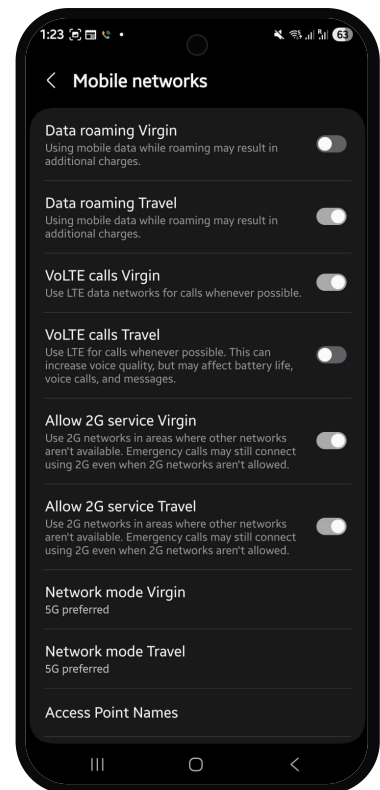 1:23
63
Mobile networks
Data roaming Virgin
Using mobile data while roaming may result in
additional charges.
Data roaming Travel
Using mobile data while roaming may result in
additional charges.
VoLTE calls Virgin
Use LTE data networks for calls whenever possible.
VoLTE calls Travel
Use LTE for calls whenever possible. This can
increase voice quality, but may affect battery life,
voice calls, and messages.
Allow 2G service Virgin
Use 2G networks in areas where other networks
aren't available. Emergency calls may still connect
using 2G even when 2G networks aren't allowed.
Allow 2G service Travel
Use 2G networks in areas where other networks
aren't available. Emergency calls may still connect
using 2G even when 2G networks aren't allowed.
Network mode Virgin
5G preferred
Network mode Travel
5G preferred
Access Point Names